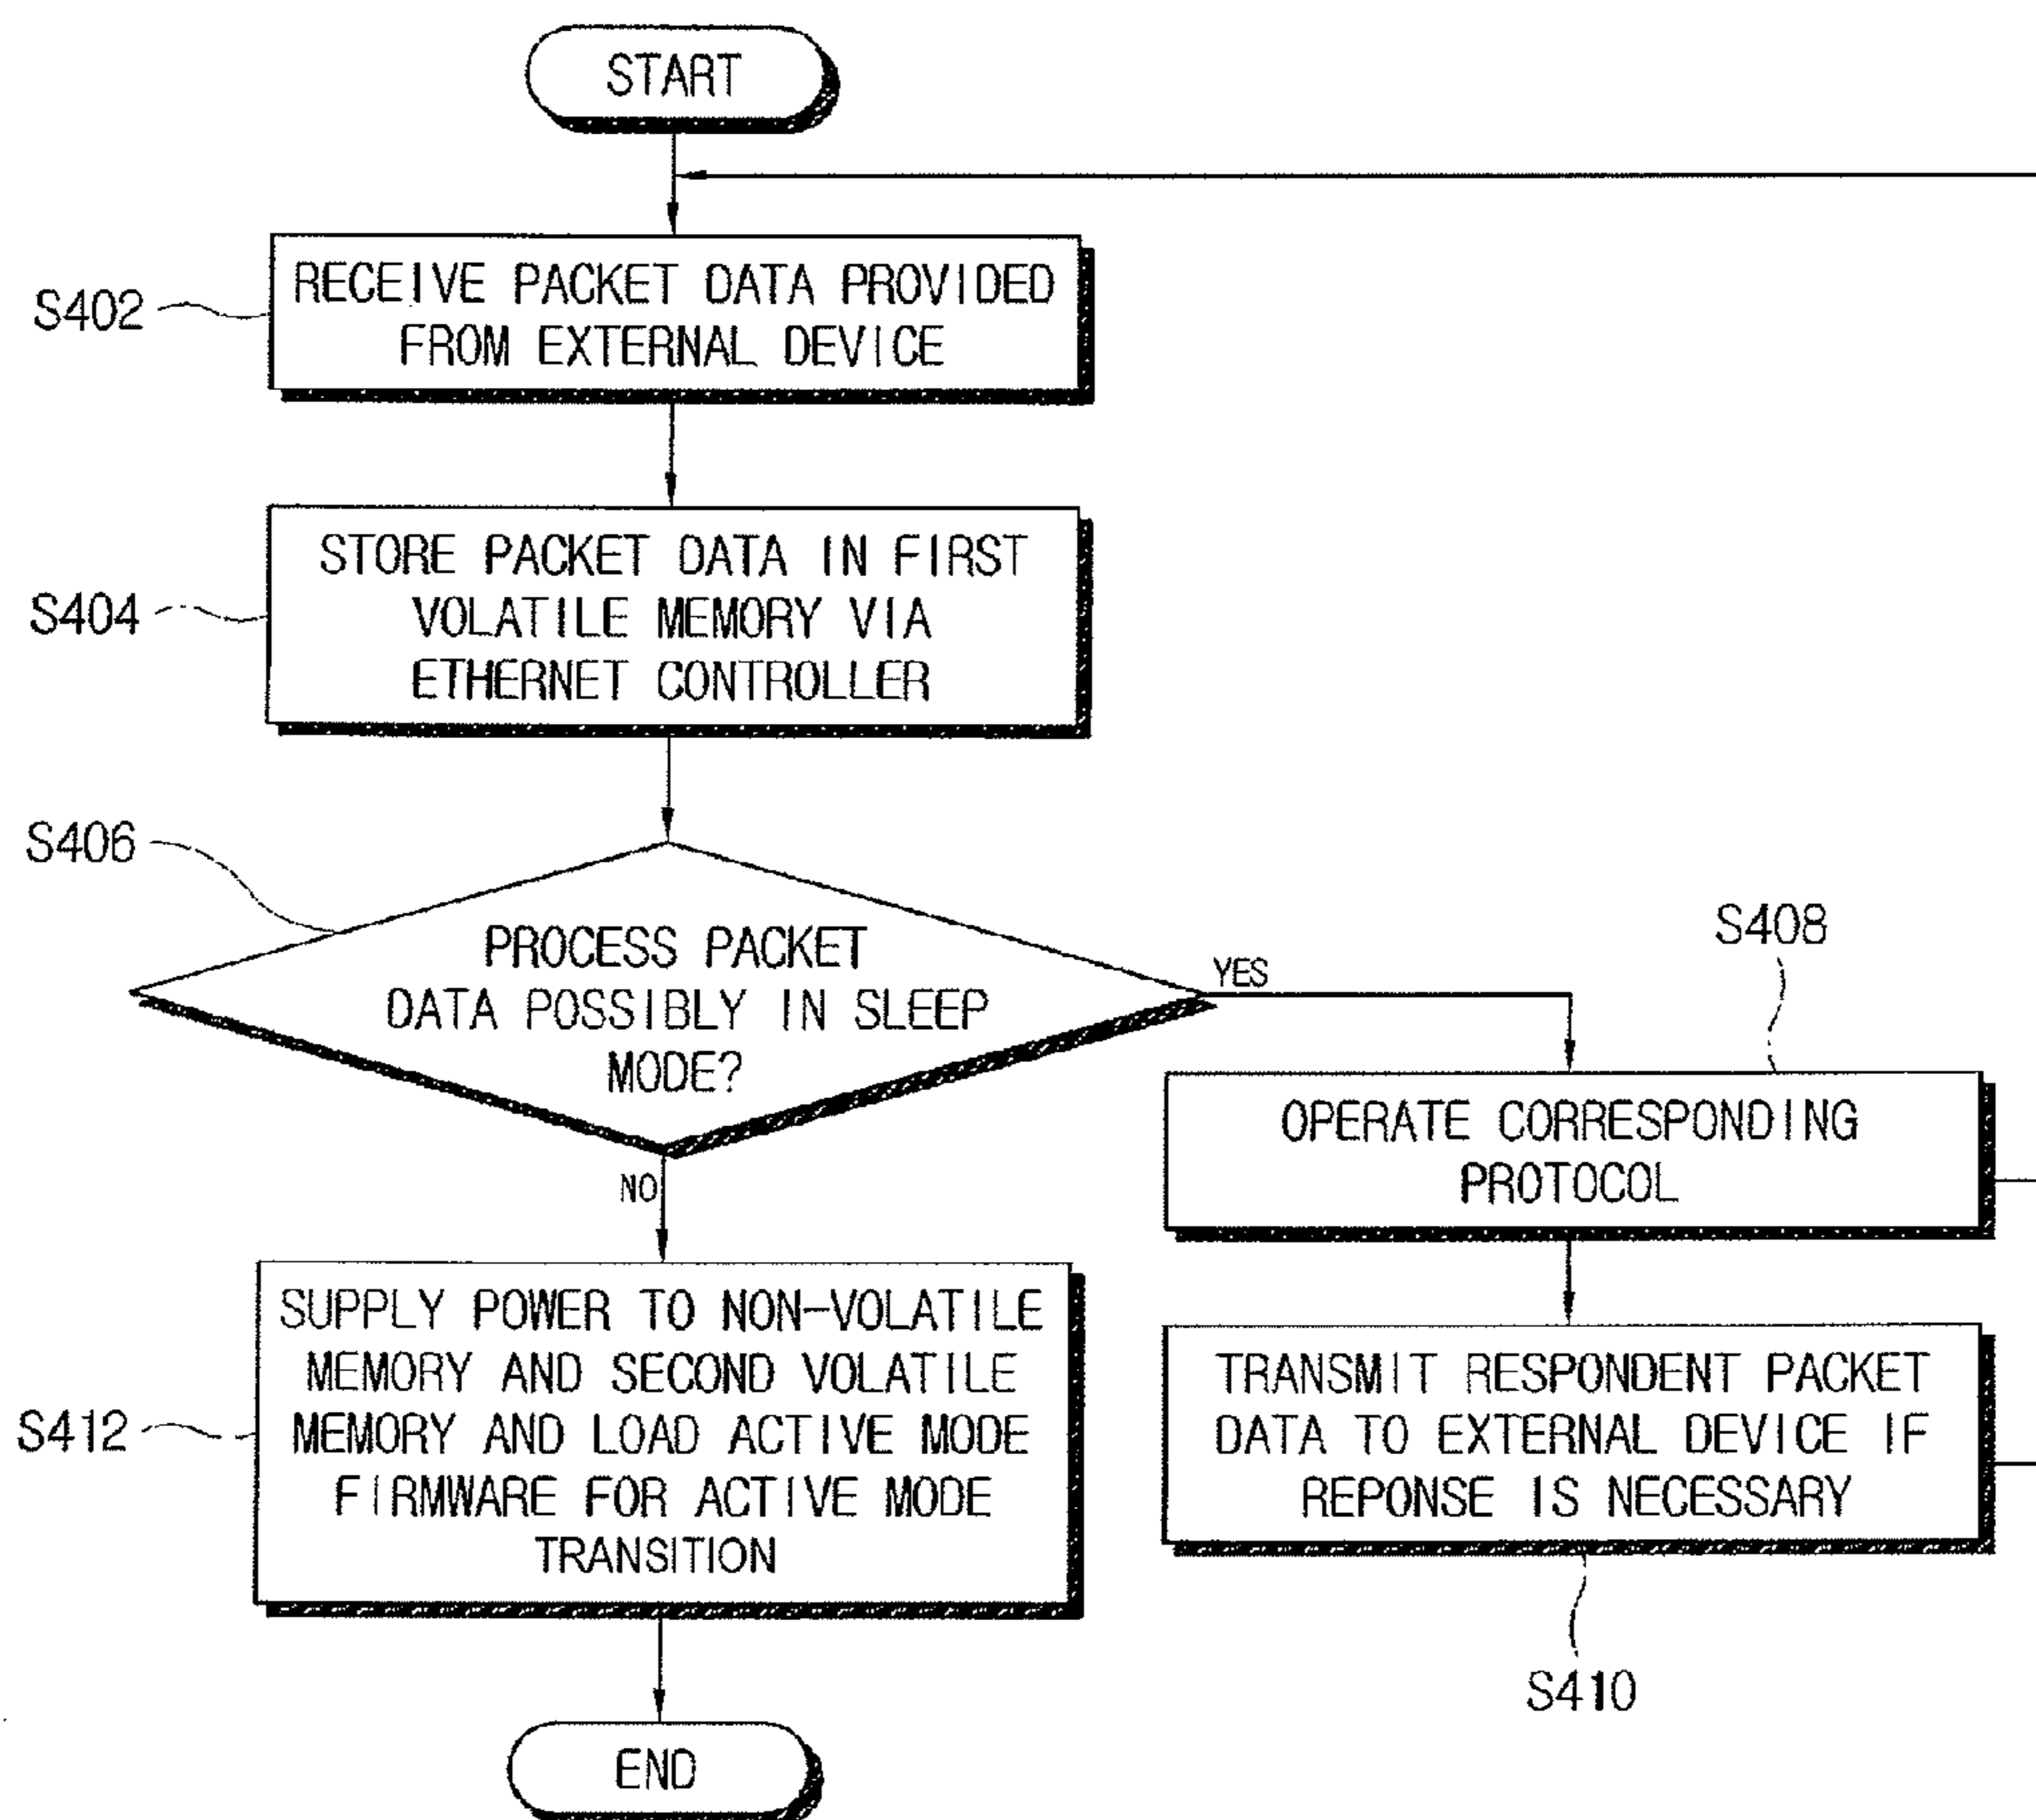 START
S402
RECEIVE PACKET DATA PROVIDED
FROM EXTERNAL DEVICE
S404
STORE PACKET DATA IN FIRST
VOLATILE MEMORY VIA
ETHERNET CONTROLLER
S406
PROCESS PACKET
DATA POSSIBLY IN SLEEP
MODE?
YES
NO
S408
OPERATE CORRESPONDING
PROTOCOL
S412
SUPPLY POWER TO NON-VOLATILE
MEMORY AND SECOND VOLATILE
MEMORY AND LOAD ACTIVE MODE
FIRMWARE FOR ACTIVE MODE
TRANSITION
TRANSMIT RESPONDENT PACKET
DATA TO EXTERNAL DEVICE IF
REPONSE IS NECESSARY
S410
END